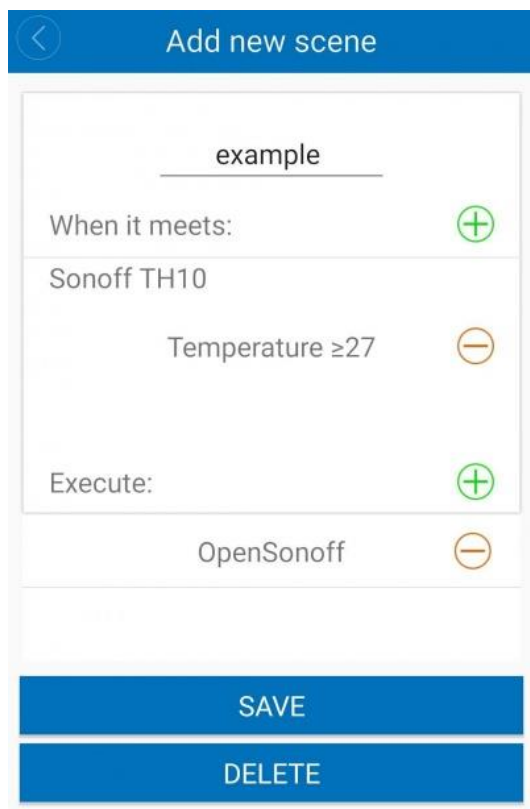 Add new scene
example
When it meets:
Sonoff TH10
Temperature ≥27
Execute:
OpenSonoff
SAVE
DELETE